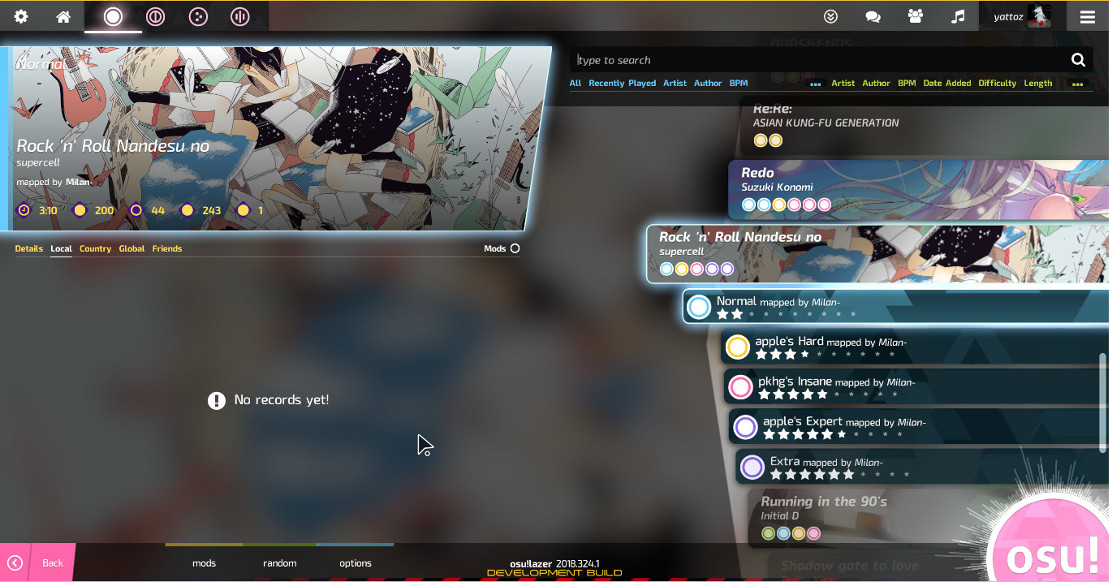 yattoz
Normal
Rock 'n' Roll Nandesu no
supercell
mapped by Milan-
3:10 200 44 243 1
Details Local Country Global Friends Mods
No records yet!
type to search
All Recently Played Artist Author BPM ... Artist Author BPM Date Added Difficulty Length ...
Re:Re:
ASIAN KUNG-FU GENERATION
Redo
Suzuki Konomi
Rock 'n' Roll Nandesu no
supercell
Normal mapped by Milan-
apple's Hard mapped by Milan-
pkhg's Insane mapped by Milan-
apple's Expert mapped by Milan-
Extra mapped by Milan-
Running in the 90's
Initial D
Shadow gate to love
osu!
Back mods random options
osu!lazer 2018.324.1
DEVELOPMENT BUILD